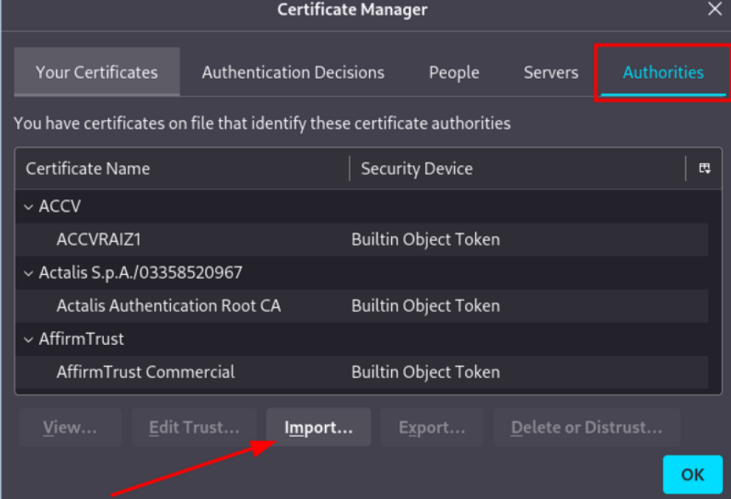 Certificate Manager
Your Certificates Authentication Decisions People Servers Authorities
You have certificates on file that identify these certificate authorities
Certificate Name Security Device
ACCV
ACCVRAIZ1 Builtin Object Token
Actalis S.p.A./03358520967
Actalis Authentication Root CA Builtin Object Token
AffirmTrust
AffirmTrust Commercial Builtin Object Token
View... Edit Trust... Import... Export... Delete or Distrust...
OK